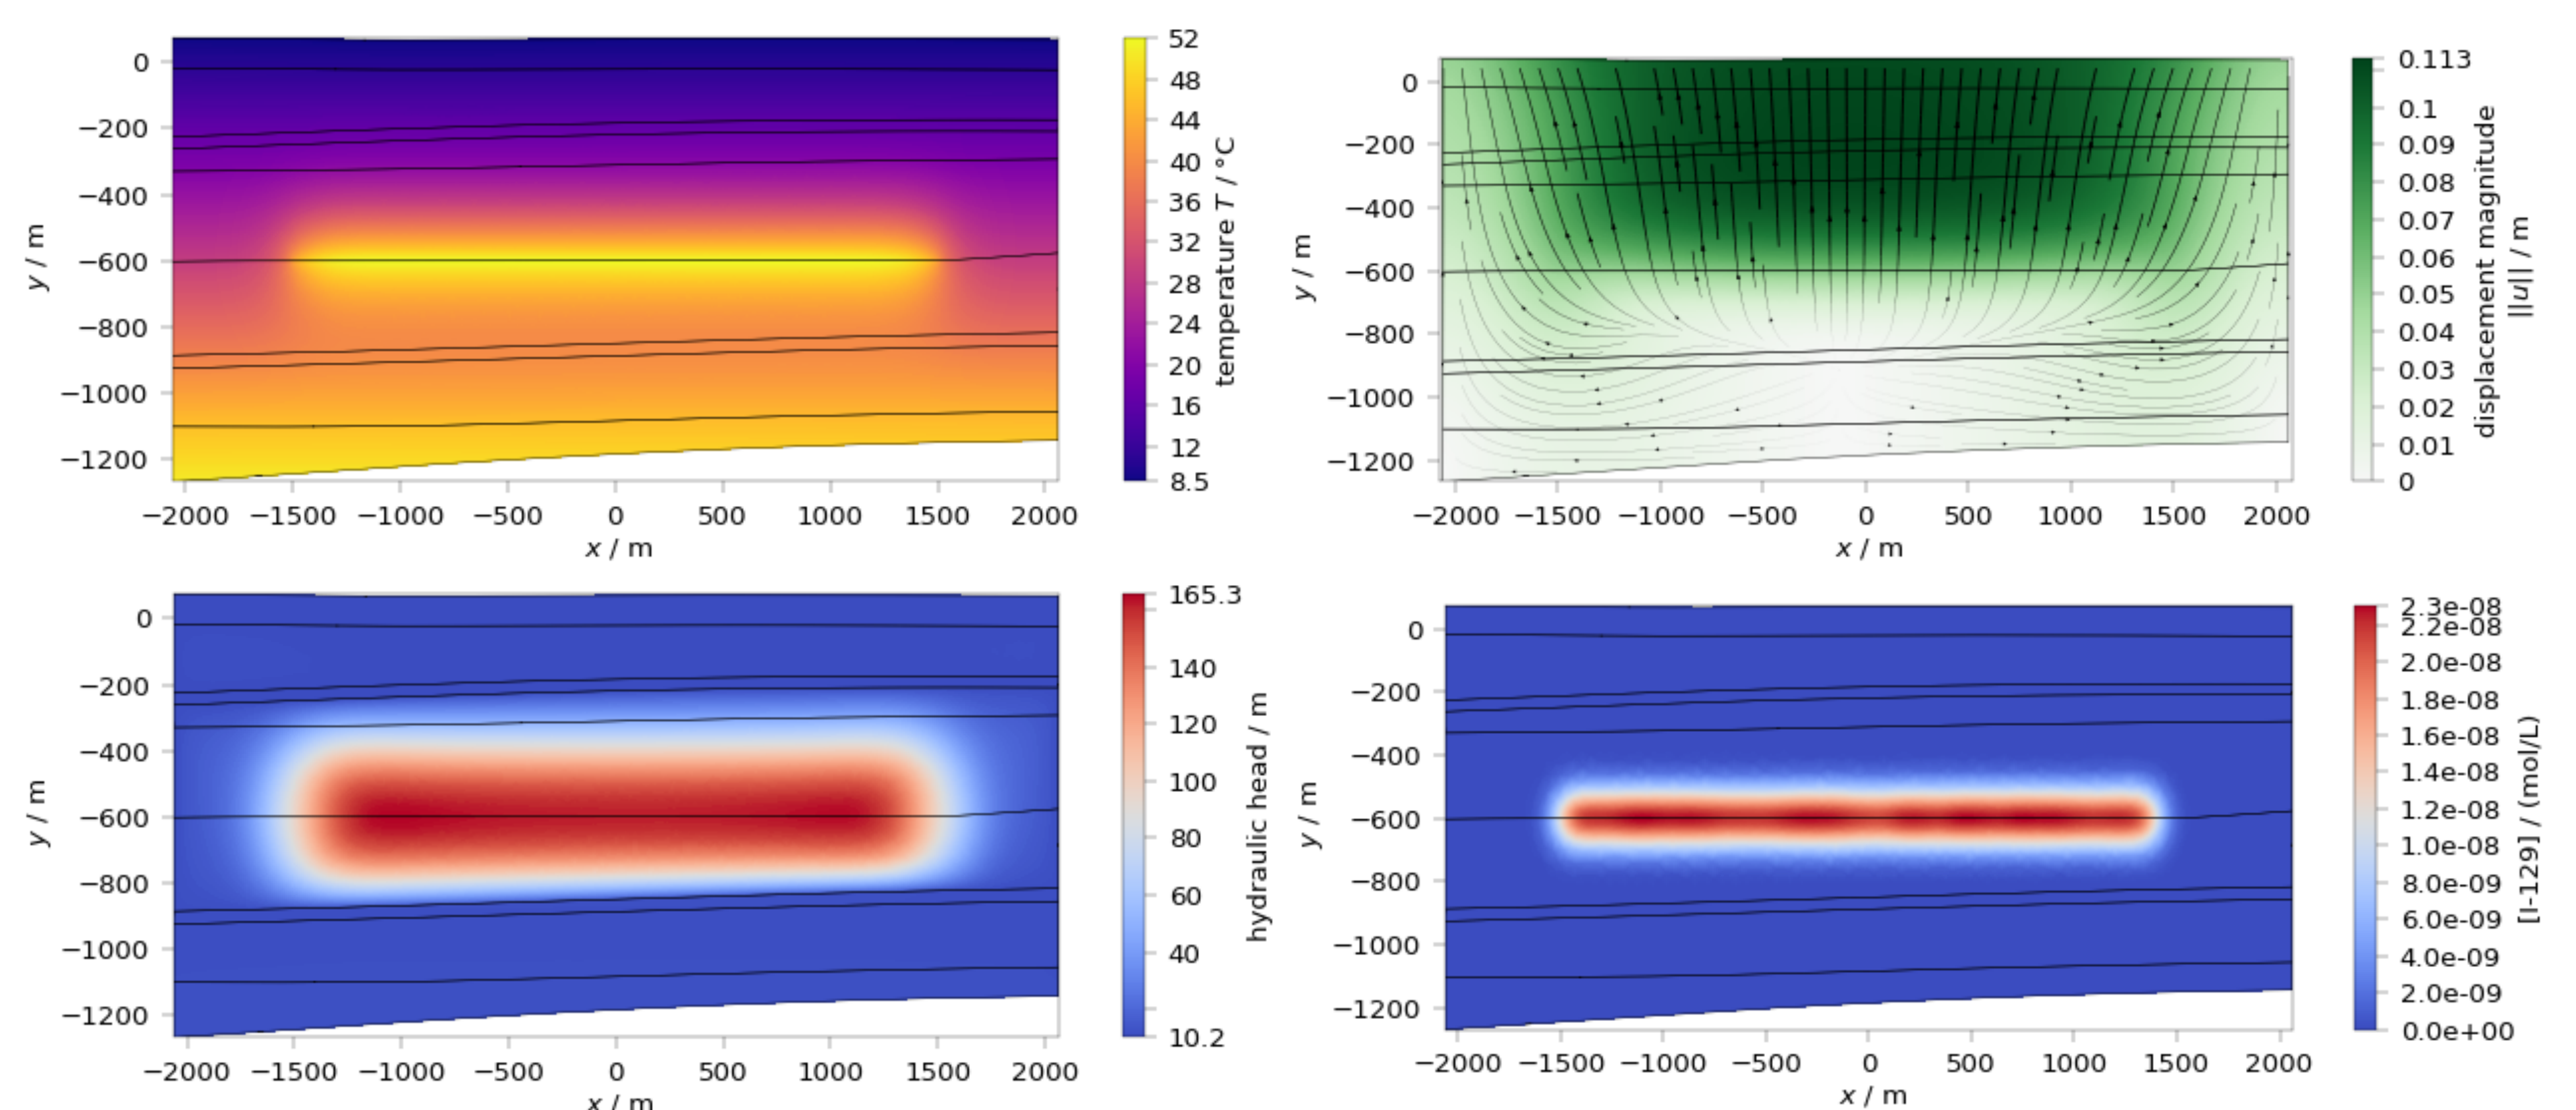 0
−200
−400
−600
−800
−1000
−1200
y / m
−2000 −1500 −1000 −500 0 500 1000 1500 2000
x / m
52
48
44
40
36
32
28
24
20
16
12
8.5
temperature T / °C
0
−200
−400
−600
−800
−1000
−1200
y / m
−2000 −1500 −1000 −500 0 500 1000 1500 2000
x / m
0.113
0.1
0.09
0.08
0.07
0.06
0.05
0.04
0.03
0.02
0.01
0
displacement magnitude
||u|| / m
0
−200
−400
−600
−800
−1000
−1200
y / m
−2000 −1500 −1000 −500 0 500 1000 1500 2000
x / m
165.3
140
120
100
80
60
40
10.2
hydraulic head / m
0
−200
−400
−600
−800
−1000
−1200
y / m
−2000 −1500 −1000 −500 0 500 1000 1500 2000
x / m
2.3e-08
2.2e-08
2.0e-08
1.8e-08
1.6e-08
1.4e-08
1.2e-08
1.0e-08
8.0e-09
6.0e-09
4.0e-09
2.0e-09
0.0e+00
[I-129] / (mol/L)